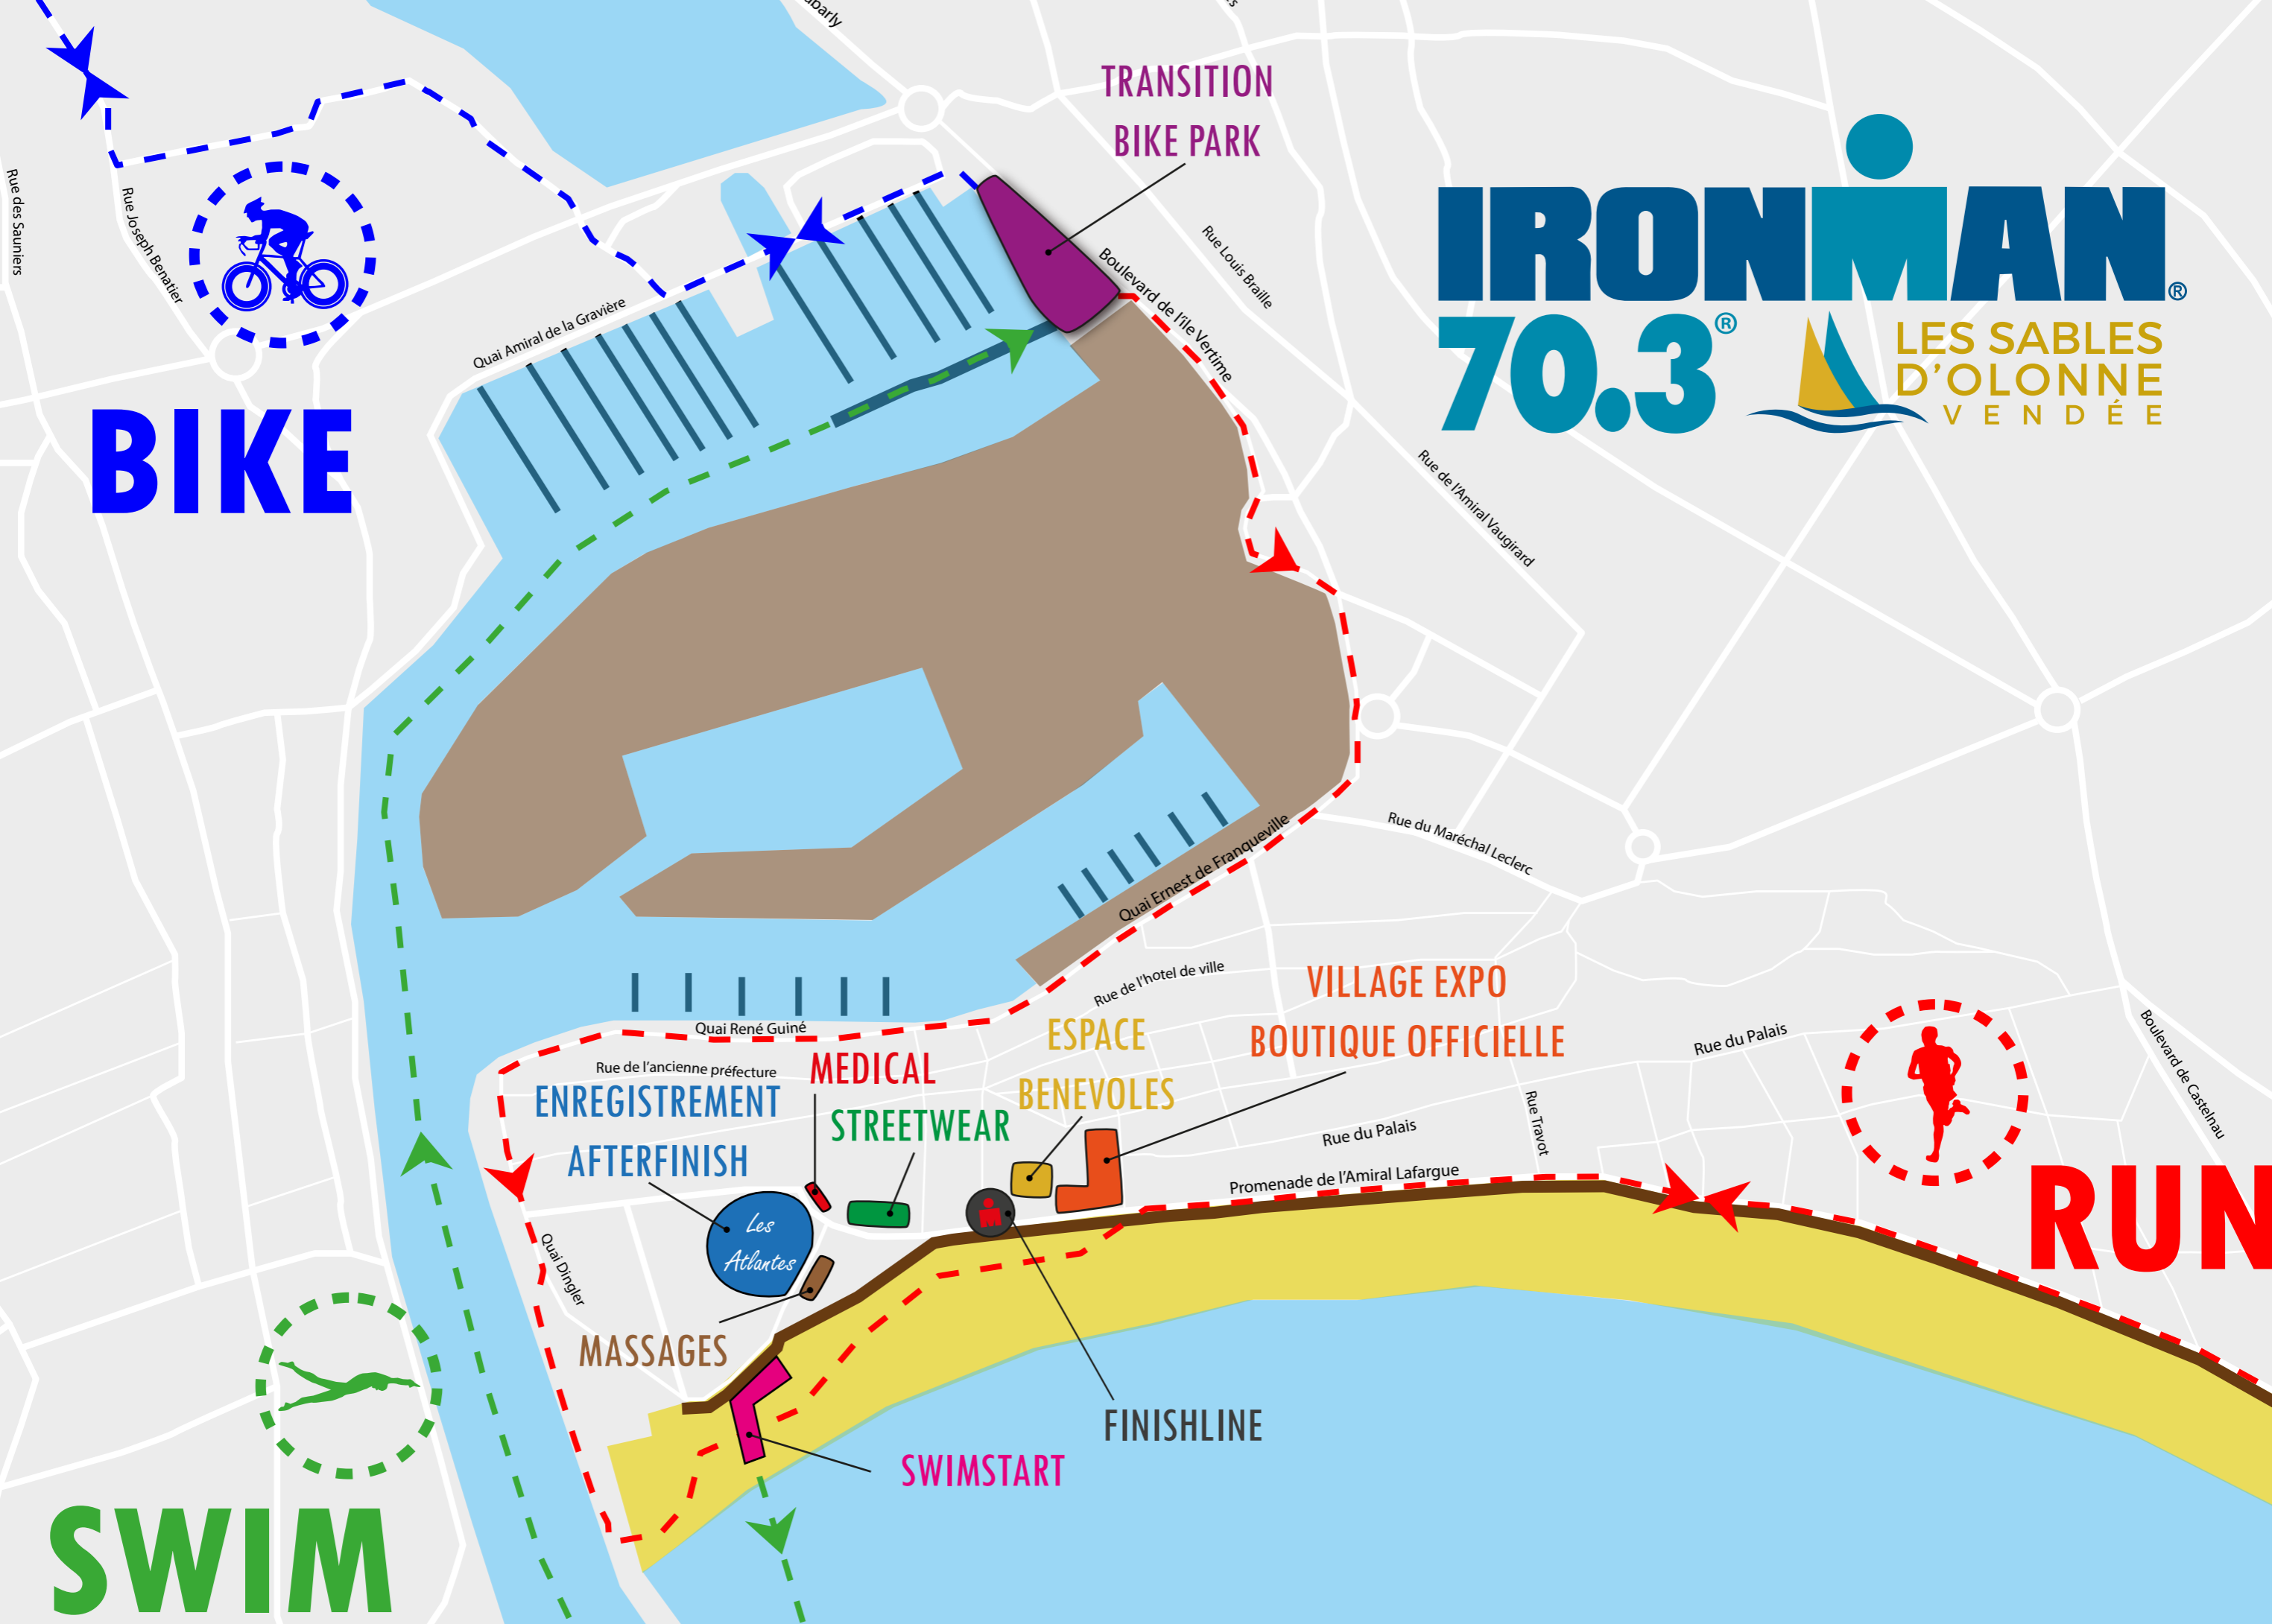 TRANSITION
BIKE PARK
IRONMAN®
70.3®
LES SABLES
D'OLONNE
VENDÉE
BIKE
Rue des Sauniers
Rue Joseph Benatier
Quai Amiral de la Gravière
Boulevard de l'île Vertime
Rue Louis Braille
Rue de l'Amiral Vaugirard
Rue du Maréchal Leclerc
Quai Ernest de Franqueville
Rue de l'hotel de ville
VILLAGE EXPO
BOUTIQUE OFFICIELLE
ESPACE
BENEVOLES
Quai René Guiné
Rue de l'ancienne préfecture
MEDICAL
STREETWEAR
ENREGISTREMENT
AFTERFINISH
Les
Atlantes
Rue du Palais
Rue du Palais
Rue Travot
Boulevard de Castelnau
Promenade de l'Amiral Lafargue
RUN
Quai Dingler
MASSAGES
FINISHLINE
SWIMSTART
SWIM